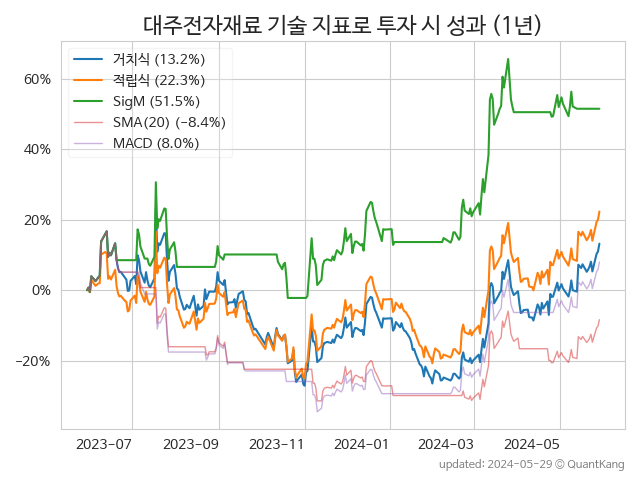 대주전자재료 기술 지표로 투자 시 성과 (1년)
거치식 (13.2%)
적립식 (22.3%)
SigM (51.5%)
SMA(20) (−8.4%)
MACD (8.0%)
60%
40%
20%
0%
−20%
2023−07
2023−09
2023−11
2024−01
2024−03
2024−05
updated: 2024−05−29 © QuantKang